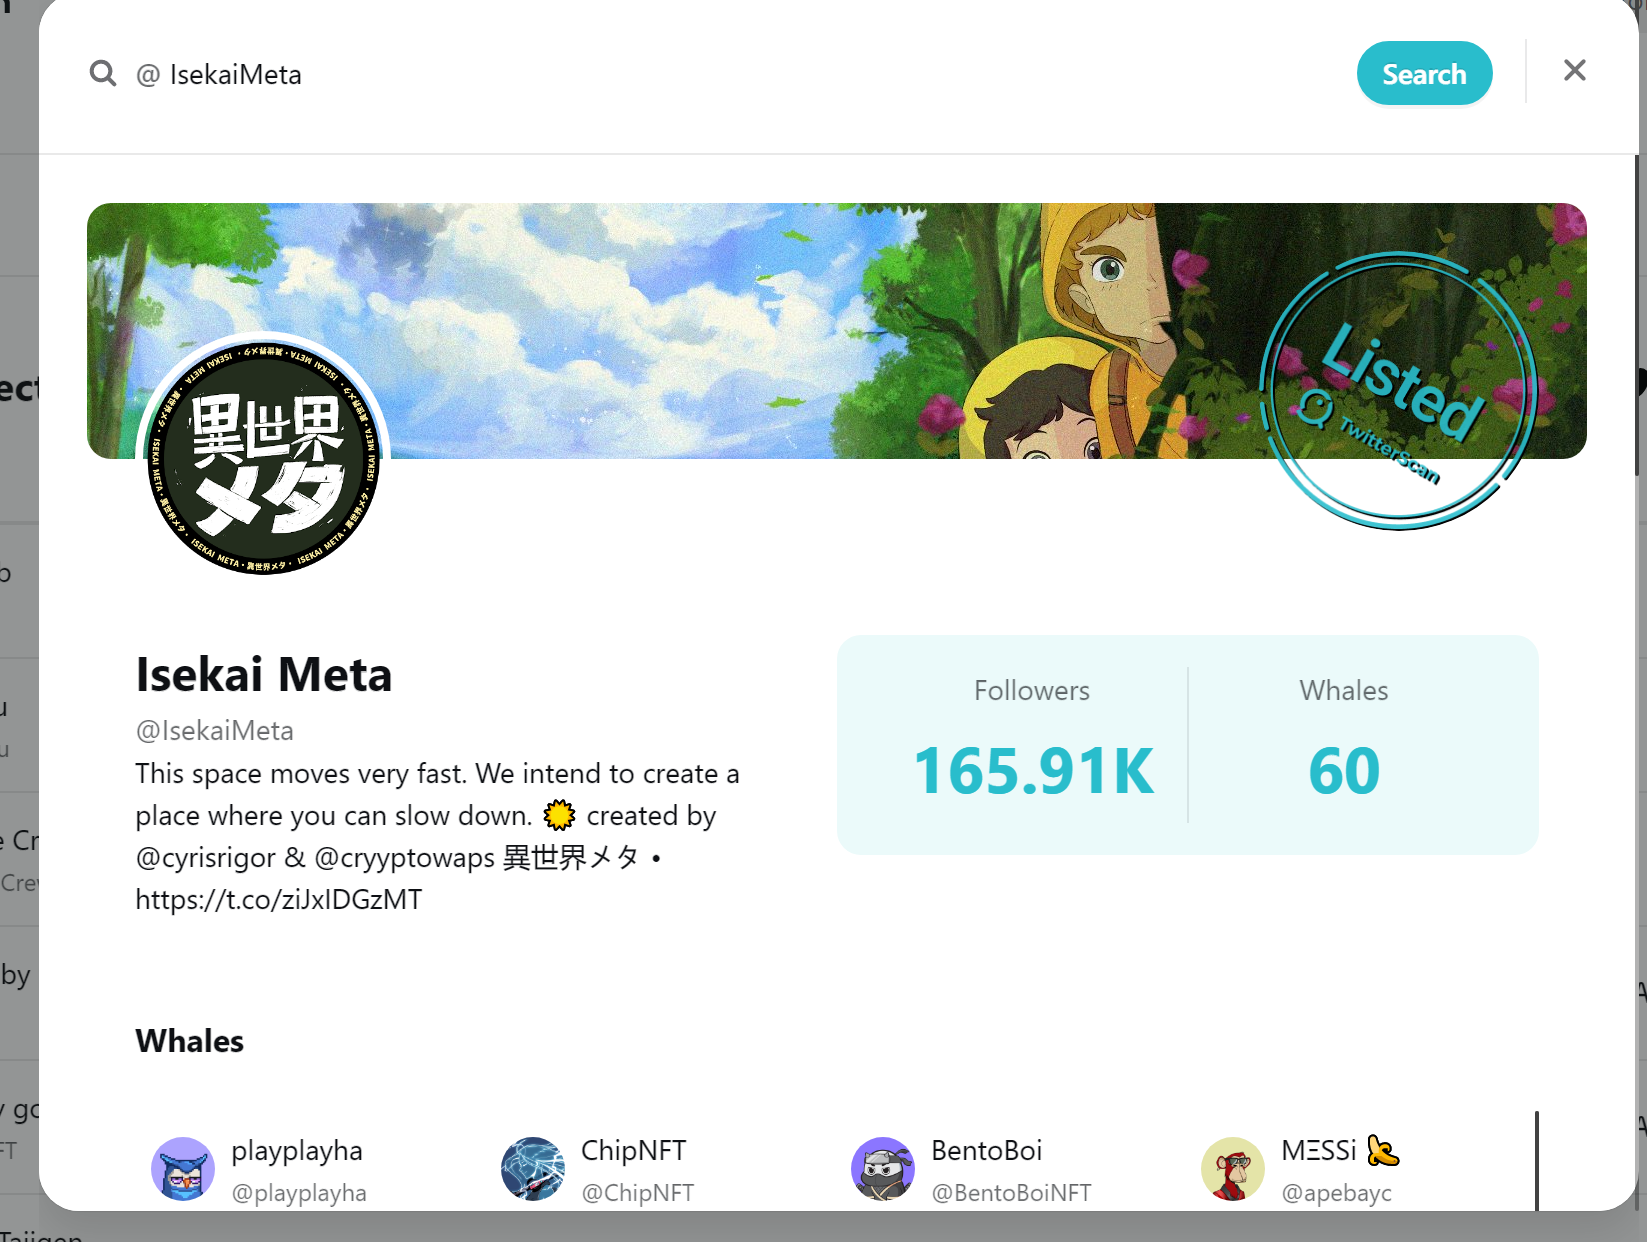 @ IsekaiMeta
Search
異世界
メタ
ISEKAI META • 異世界メタ • ISEKAI META • 異世界メタ • ISEKAI META • 異世界メタ •
Listed
TwitterScan
Isekai Meta
@IsekaiMeta
This space moves very fast. We intend to create a
place where you can slow down. created by
@cyrisrigor & @cryyptowaps 異世界メタ •
https://t.co/ziJxIDGzMT
Followers
165.91K
Whales
60
Whales
playplayha
@playplayha
ChipNFT
@ChipNFT
BentoBoi
@BentoBoiNFT
MΞSSi
@apebayc